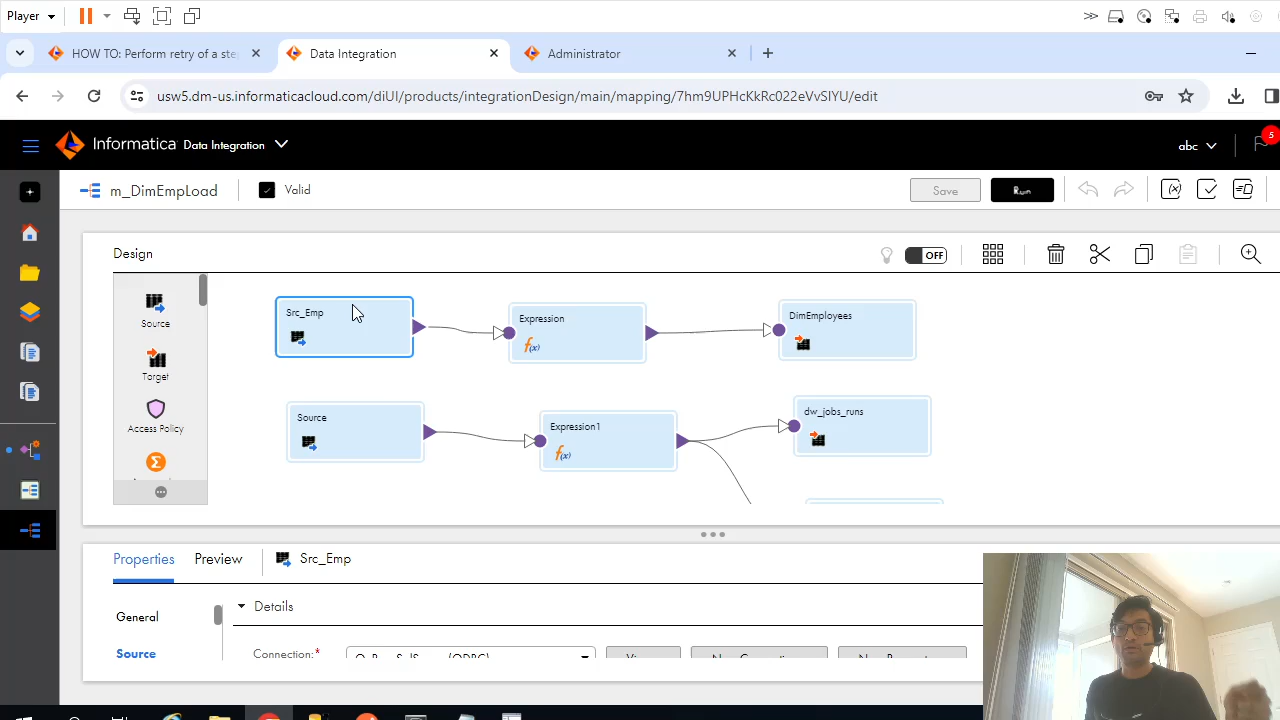 Player
HOW TO: Perform retry of a ste
Data Integration
Administrator
usw5.dm-us.informaticacloud.com/diUI/products/integrationDesign/main/mapping/7hm9UPHcKkRc022eVvSIYU/edit
Informatica Data Integration
abc
5
m_DimEmpLoad
Valid
Save
Run
Design
OFF
Source
Target
Access Policy
Src_Emp
Expression
DimEmployees
Source
Expression1
dw_jobs_runs
Properties
Preview
Src_Emp
General
Source
Details
Connection:*